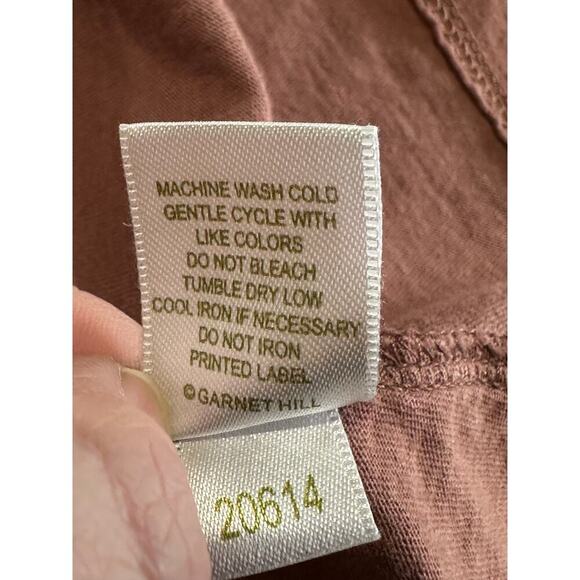 MACHINE WASH COLD
GENTLE CYCLE WITH
LIKE COLORS
DO NOT BLEACH
TUMBLE DRY LOW
COOL IRON IF NECESSARY
DO NOT IRON
PRINTED LABEL
©GARNET HILL
20614